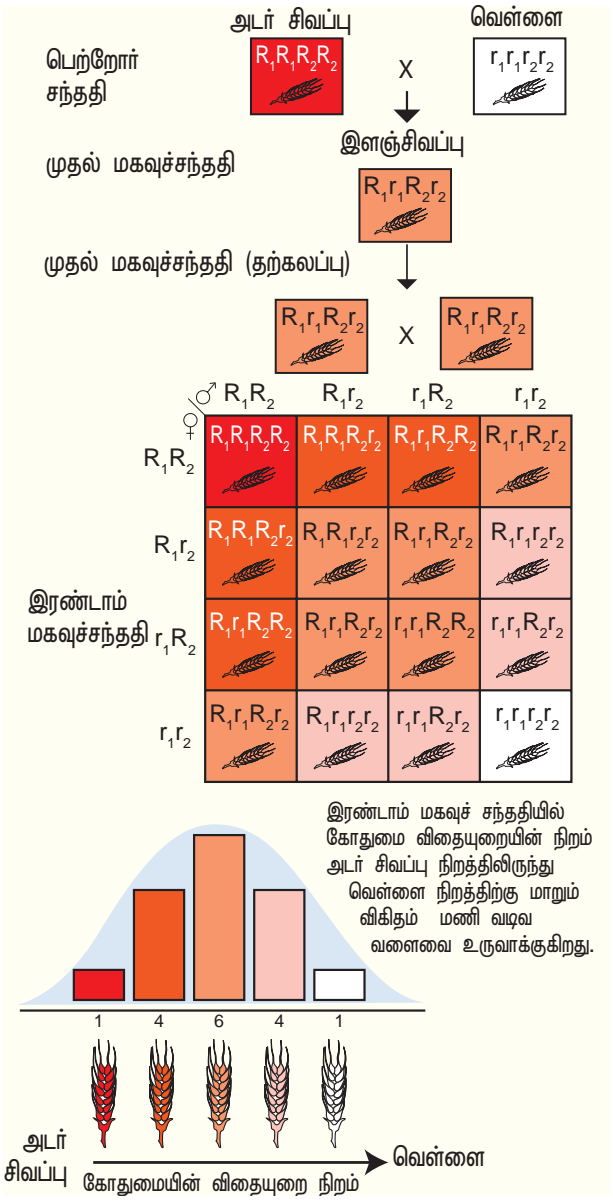 அடர் சிவப்பு வெள்ளை
பெற்றோர்
சந்ததி
R₁R₁R₂R₂ X r₁r₁r₂r₂
இளஞ்சிவப்பு
முதல் மகவுச்சந்ததி
R₁r₁R₂r₂
முதல் மகவுச்சந்ததி (தற்கலப்பு)
R₁r₁R₂r₂ X R₁r₁R₂r₂
♀/♂ R₁R₂ R₁r₂ r₁R₂ r₁r₂
R₁R₂ R₁R₁R₂R₂ R₁R₁R₂r₂ R₁r₁R₂R₂ R₁r₁R₂r₂
R₁r₂ R₁R₁R₂r₂ R₁R₁r₂r₂ R₁r₁R₂r₂ R₁r₁r₂r₂
இரண்டாம்
மகவுச்சந்ததி
r₁R₂ R₁r₁R₂R₂ R₁r₁R₂r₂ r₁r₁R₂R₂ r₁r₁R₂r₂
r₁r₂ R₁r₁R₂r₂ R₁r₁r₂r₂ r₁r₁R₂r₂ r₁r₁r₂r₂
இரண்டாம் மகவுச் சந்ததியில்
கோதுமை விதையுறையின் நிறம்
அடர் சிவப்பு நிறத்திலிருந்து
வெள்ளை நிறத்திற்கு மாறும்
விகிதம் மணி வடிவ
வளைவை உருவாக்குகிறது.
1 4 6 4 1
அடர்
சிவப்பு
வெள்ளை
கோதுமையின் விதையுறை நிறம்